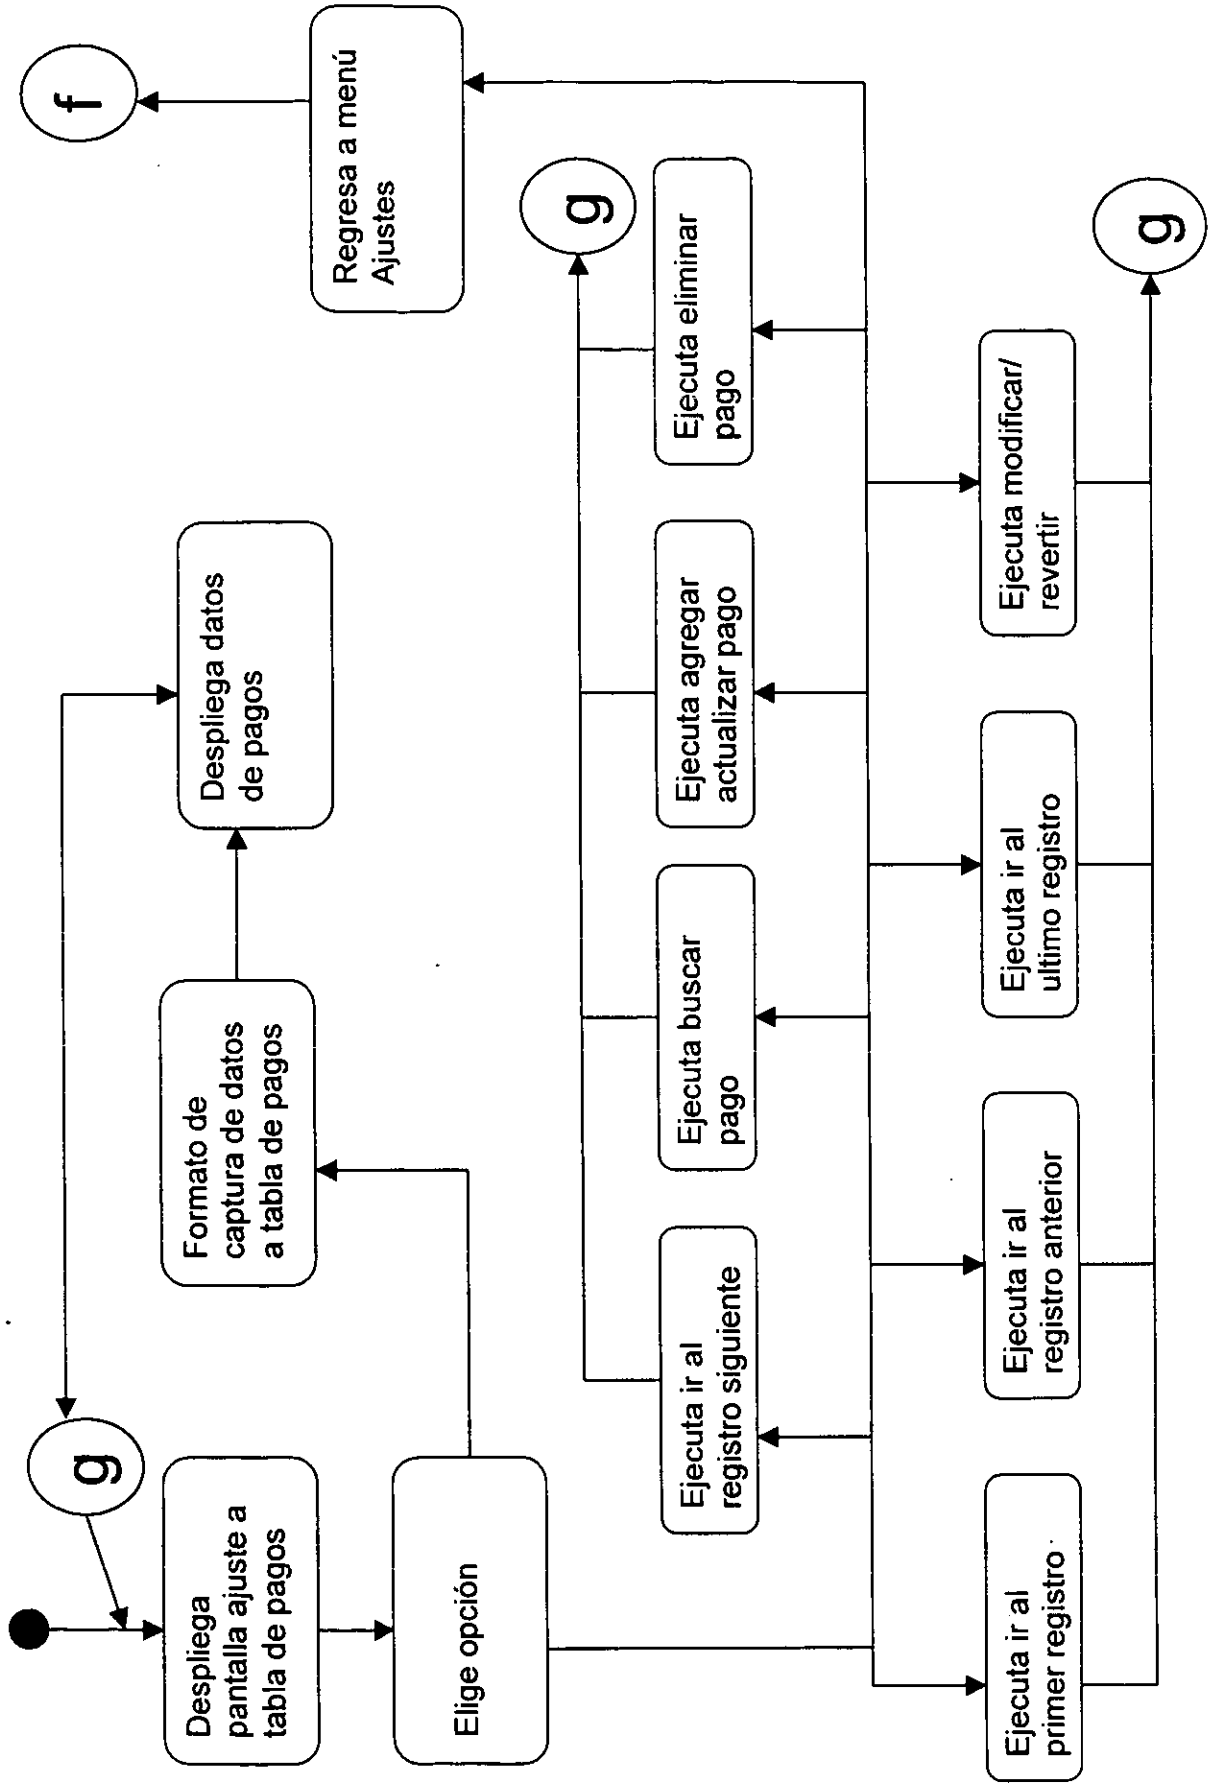 g
Despliega
pantalla ajuste a
tabla de pagos
Elige opción
Formato de
captura de datos
a tabla de pagos
Despliega datos
de pagos
f
Regresa a menú
Ajustes
g
Ejecuta ir al
registro siguiente
Ejecuta buscar
pago
Ejecuta agregar
actualizar pago
Ejecuta eliminar
pago
Ejecuta ir al
primer registro
Ejecuta ir al
registro anterior
Ejecuta ir al
ultimo registro
Ejecuta modificar/
revertir
g